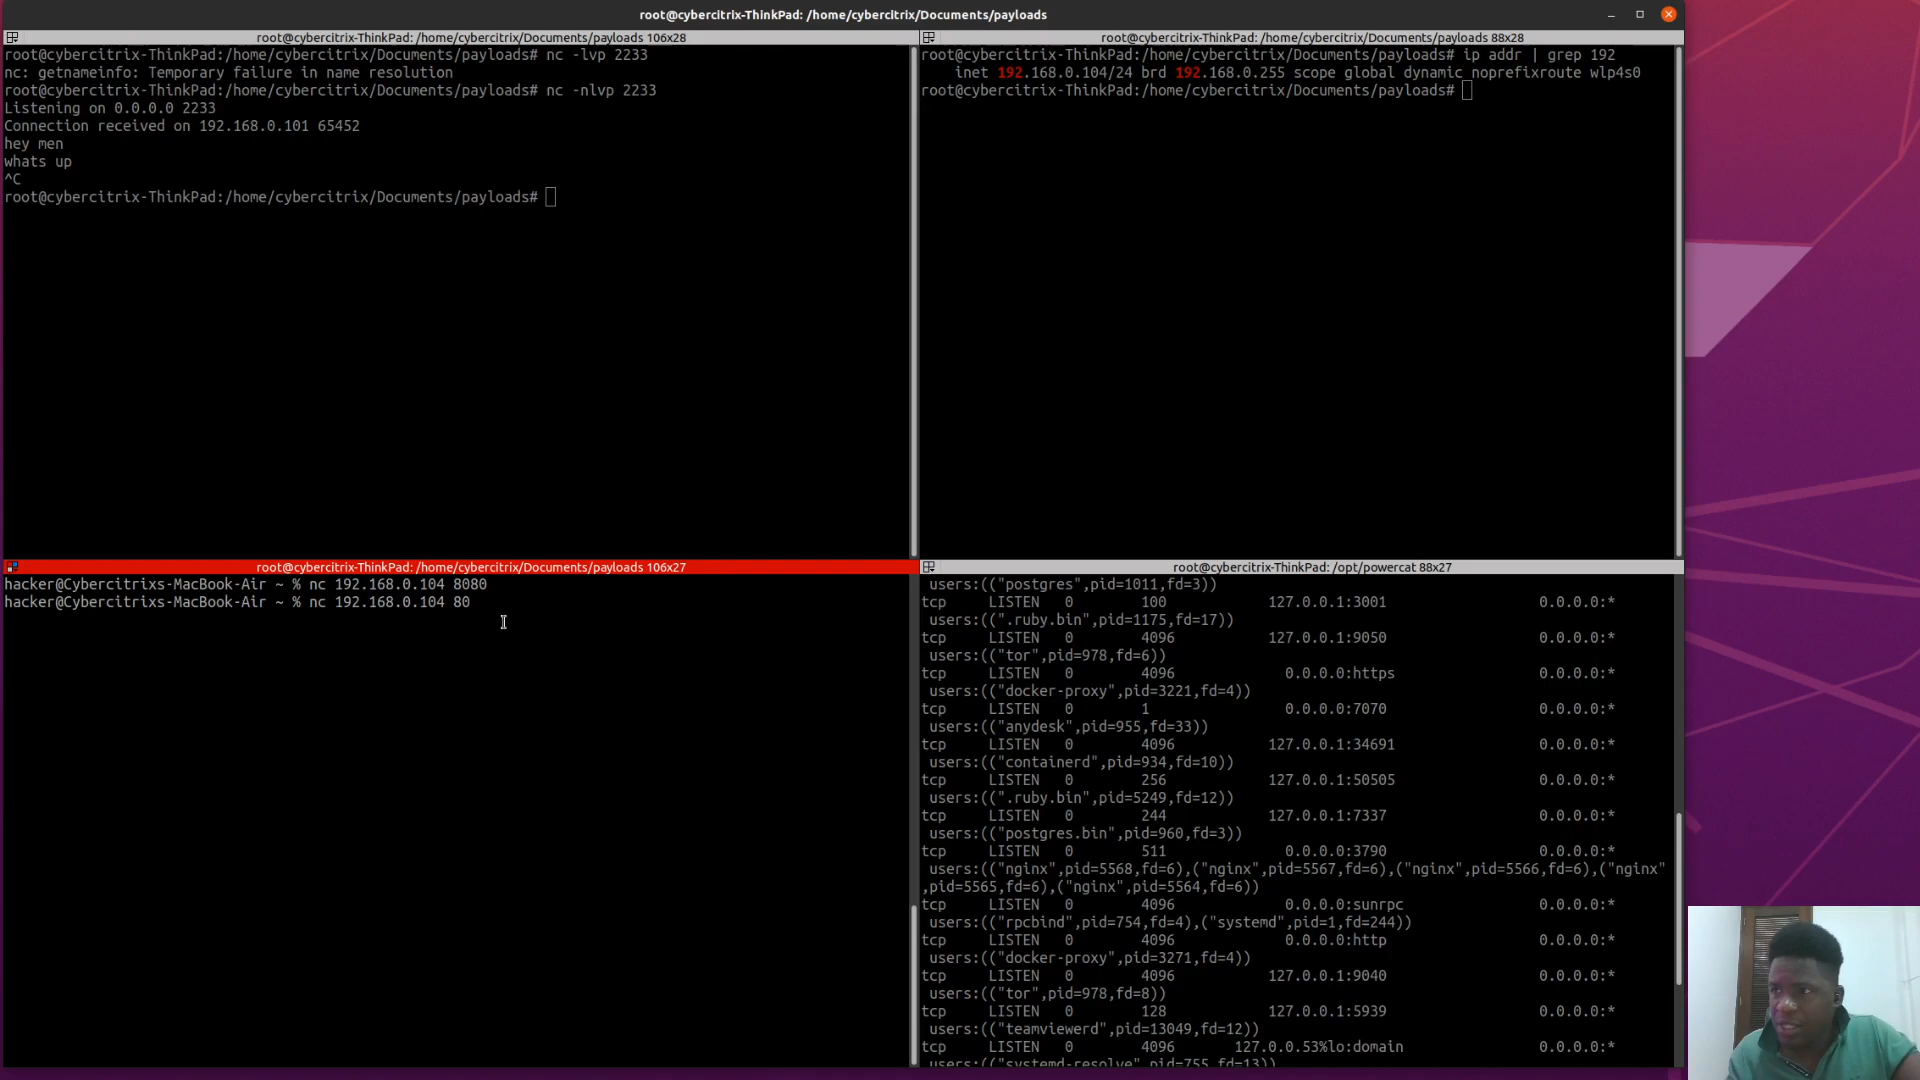 root@cybercitrix-ThinkPad: /home/cybercitrix/Documents/payloads
root@cybercitrix-ThinkPad: /home/cybercitrix/Documents/payloads 106x28
root@cybercitrix-ThinkPad:/home/cybercitrix/Documents/payloads# nc -lvp 2233
nc: getnameinfo: Temporary failure in name resolution
root@cybercitrix-ThinkPad:/home/cybercitrix/Documents/payloads# nc -nlvp 2233
Listening on 0.0.0.0 2233
Connection received on 192.168.0.101 65452
hey men
whats up
^C
root@cybercitrix-ThinkPad:/home/cybercitrix/Documents/payloads#
root@cybercitrix-ThinkPad: /home/cybercitrix/Documents/payloads 88x28
root@cybercitrix-ThinkPad:/home/cybercitrix/Documents/payloads# ip addr | grep 192
inet 192.168.0.104/24 brd 192.168.0.255 scope global dynamic noprefixroute wlp4s0
root@cybercitrix-ThinkPad:/home/cybercitrix/Documents/payloads#
root@cybercitrix-ThinkPad: /home/cybercitrix/Documents/payloads 106x27
hacker@Cybercitrixs-MacBook-Air ~ % nc 192.168.0.104 8080
hacker@Cybercitrixs-MacBook-Air ~ % nc 192.168.0.104 80
root@cybercitrix-ThinkPad: /opt/powercat 88x27
users:(("postgres",pid=1011,fd=3))
tcp LISTEN 0 100 127.0.0.1:3001 0.0.0.0:*
users:((".ruby.bin",pid=1175,fd=17))
tcp LISTEN 0 4096 127.0.0.1:9050 0.0.0.0:*
users:(("tor",pid=978,fd=6))
tcp LISTEN 0 4096 0.0.0.0:https 0.0.0.0:*
users:(("docker-proxy",pid=3221,fd=4))
tcp LISTEN 0 1 0.0.0.0:7070 0.0.0.0:*
users:(("anydesk",pid=955,fd=33))
tcp LISTEN 0 4096 127.0.0.1:34691 0.0.0.0:*
users:(("containerd",pid=934,fd=10))
tcp LISTEN 0 256 127.0.0.1:50505 0.0.0.0:*
users:((".ruby.bin",pid=5249,fd=12))
tcp LISTEN 0 244 127.0.0.1:7337 0.0.0.0:*
users:(("postgres.bin",pid=960,fd=3))
tcp LISTEN 0 511 0.0.0.0:3790 0.0.0.0:*
users:(("nginx",pid=5568,fd=6),("nginx",pid=5567,fd=6),("nginx",pid=5566,fd=6),("nginx"
,pid=5565,fd=6),("nginx",pid=5564,fd=6))
tcp LISTEN 0 4096 0.0.0.0:sunrpc 0.0.0.0:*
users:(("rpcbind",pid=754,fd=4),("systemd",pid=1,fd=244))
tcp LISTEN 0 4096 0.0.0.0:http 0.0.0.0:*
users:(("docker-proxy",pid=3271,fd=4))
tcp LISTEN 0 4096 127.0.0.1:9040 0.0.0.0:*
users:(("tor",pid=978,fd=8))
tcp LISTEN 0 128 127.0.0.1:5939 0.0.0.0:*
users:(("teamviewerd",pid=13049,fd=12))
tcp LISTEN 0 4096 127.0.0.53%lo:domain 0.0.0.0:*
users:(("systemd-resolve",pid=755,fd=13))